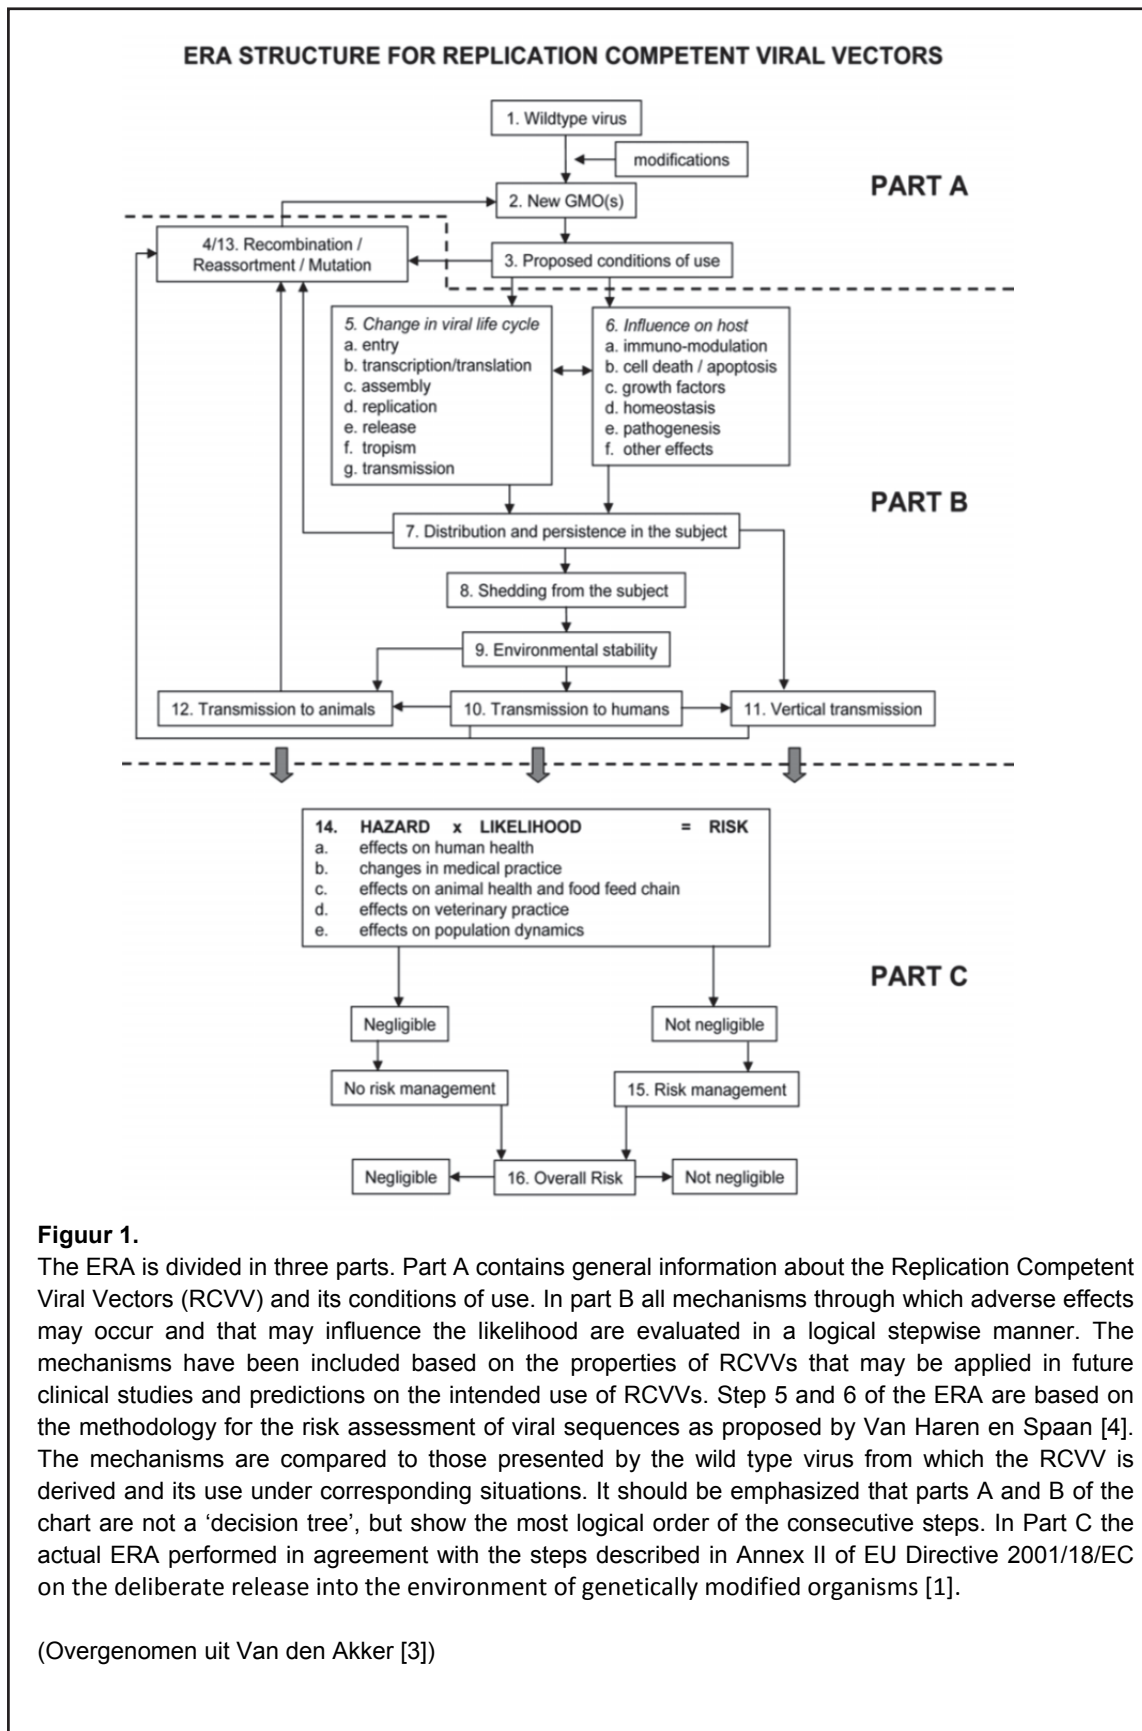 ERA STRUCTURE FOR REPLICATION COMPETENT VIRAL VECTORS
1. Wildtype virus
modifications
PART A
2. New GMO(s)
4/13. Recombination /
Reassortment / Mutation
3. Proposed conditions of use
5. Change in viral life cycle
a. entry
b. transcription/translation
c. assembly
d. replication
e. release
f. tropism
g. transmission
6. Influence on host
a. immuno-modulation
b. cell death / apoptosis
c. growth factors
d. homeostasis
e. pathogenesis
f. other effects
PART B
7. Distribution and persistence in the subject
8. Shedding from the subject
9. Environmental stability
12. Transmission to animals
10. Transmission to humans
11. Vertical transmission
14. HAZARD x LIKELIHOOD = RISK
a. effects on human health
b. changes in medical practice
c. effects on animal health and food feed chain
d. effects on veterinary practice
e. effects on population dynamics
PART C
Negligible
Not negligible
No risk management
15. Risk management
Negligible
16. Overall Risk
Not negligible
Figuur 1.
The ERA is divided in three parts. Part A contains general information about the Replication Competent
Viral Vectors (RCVV) and its conditions of use. In part B all mechanisms through which adverse effects
may occur and that may influence the likelihood are evaluated in a logical stepwise manner. The
mechanisms have been included based on the properties of RCVVs that may be applied in future
clinical studies and predictions on the intended use of RCVVs. Step 5 and 6 of the ERA are based on
the methodology for the risk assessment of viral sequences as proposed by Van Haren en Spaan [4].
The mechanisms are compared to those presented by the wild type virus from which the RCVV is
derived and its use under corresponding situations. It should be emphasized that parts A and B of the
chart are not a ‘decision tree’, but show the most logical order of the consecutive steps. In Part C the
actual ERA performed in agreement with the steps described in Annex II of EU Directive 2001/18/EC
on the deliberate release into the environment of genetically modified organisms [1].
(Overgenomen uit Van den Akker [3])